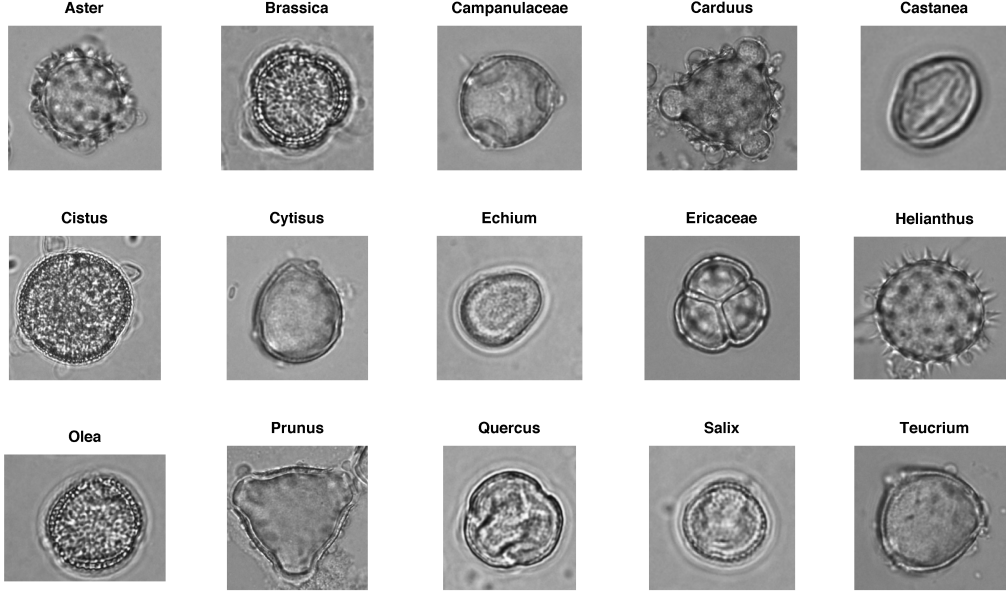 Aster
Brassica
Campanulaceae
Carduus
Castanea
Cistus
Cytisus
Echium
Ericaceae
Helianthus
Olea
Prunus
Quercus
Salix
Teucrium